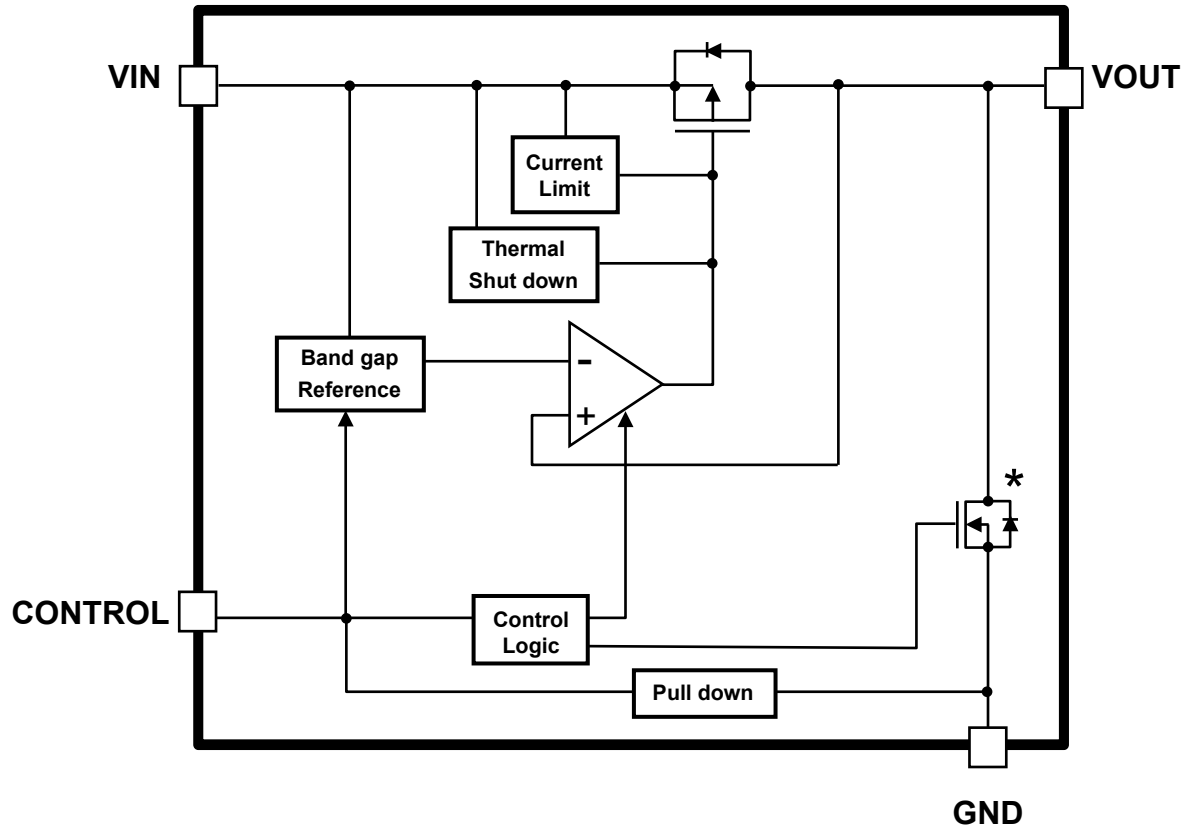 VIN
VOUT
Current
Limit
Thermal
Shut down
Band gap
Reference
-
+
*
CONTROL
Control
Logic
Pull down
GND